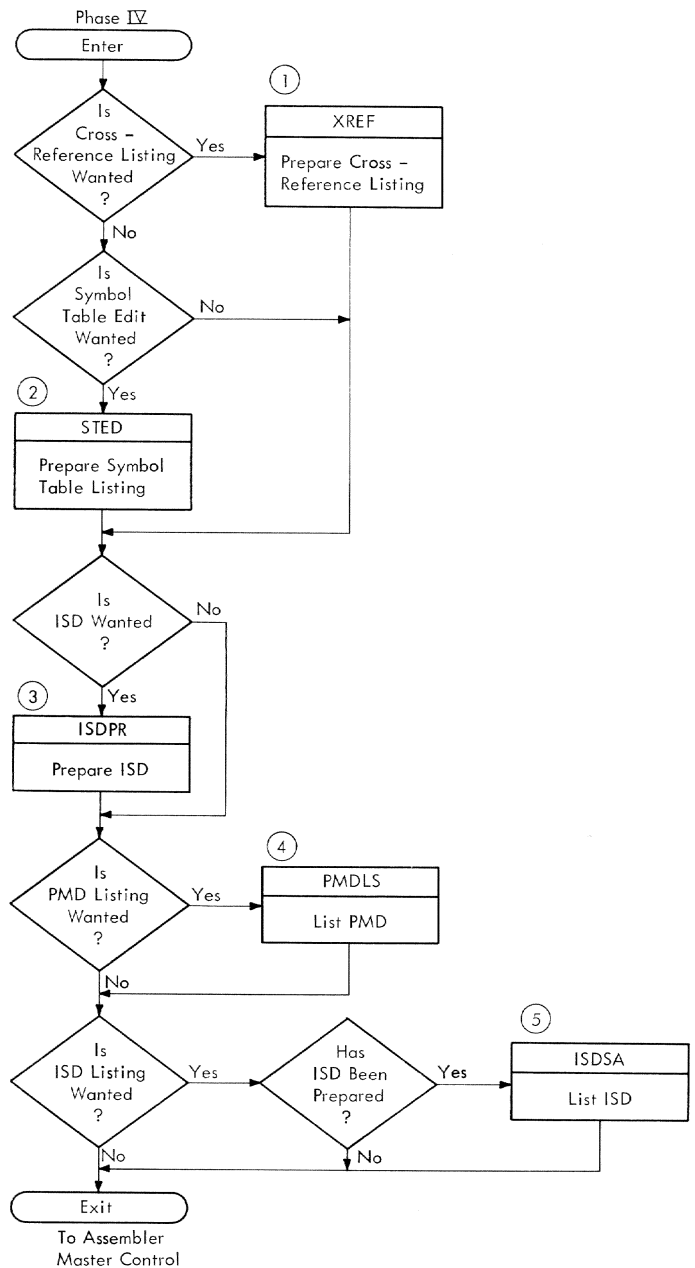 Phase IV
Enter
1
Is
Cross -
Reference Listing
Wanted
?
Yes
XREF
Prepare Cross -
Reference Listing
No
Is
Symbol
Table Edit
Wanted
?
No
Yes
2
STED
Prepare Symbol
Table Listing
Is
ISD Wanted
?
No
Yes
3
ISDPR
Prepare ISD
Is
PMD Listing
Wanted
?
Yes
4
PMDLS
List PMD
No
Is
ISD Listing
Wanted
?
Yes
Has
ISD Been
Prepared
?
Yes
5
ISDSA
List ISD
No
No
Exit
To Assembler
Master Control